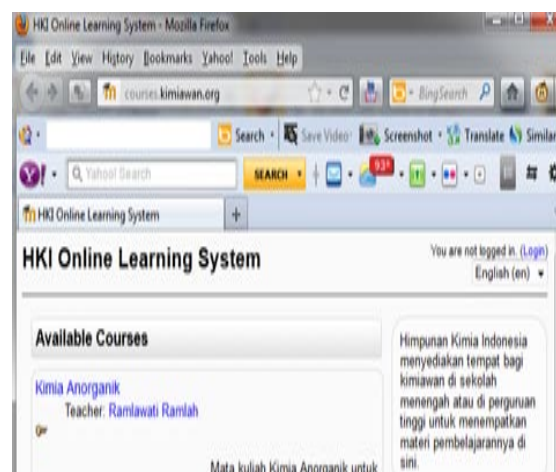 HKI Online Learning System - Mozilla Firefox
File Edit View History Bookmarks Yahoo! Tools Help
courses.kimiawan.org
BingSearch
Search Save Video Screenshot Translate Similar
Yahoo! Search
SEARCH
93°
HKI Online Learning System
HKI Online Learning System
You are not logged in. (Login)
English (en)
Available Courses
Kimia Anorganik
Teacher: Ramlawati Ramlah
Mata kuliah Kimia Anorganik untuk
Himpunan Kimia Indonesia
menyediakan tempat bagi
kimiawan di sekolah
menengah atau di perguruan
tinggi untuk menempatkan
materi pembelajarannya di
sini.